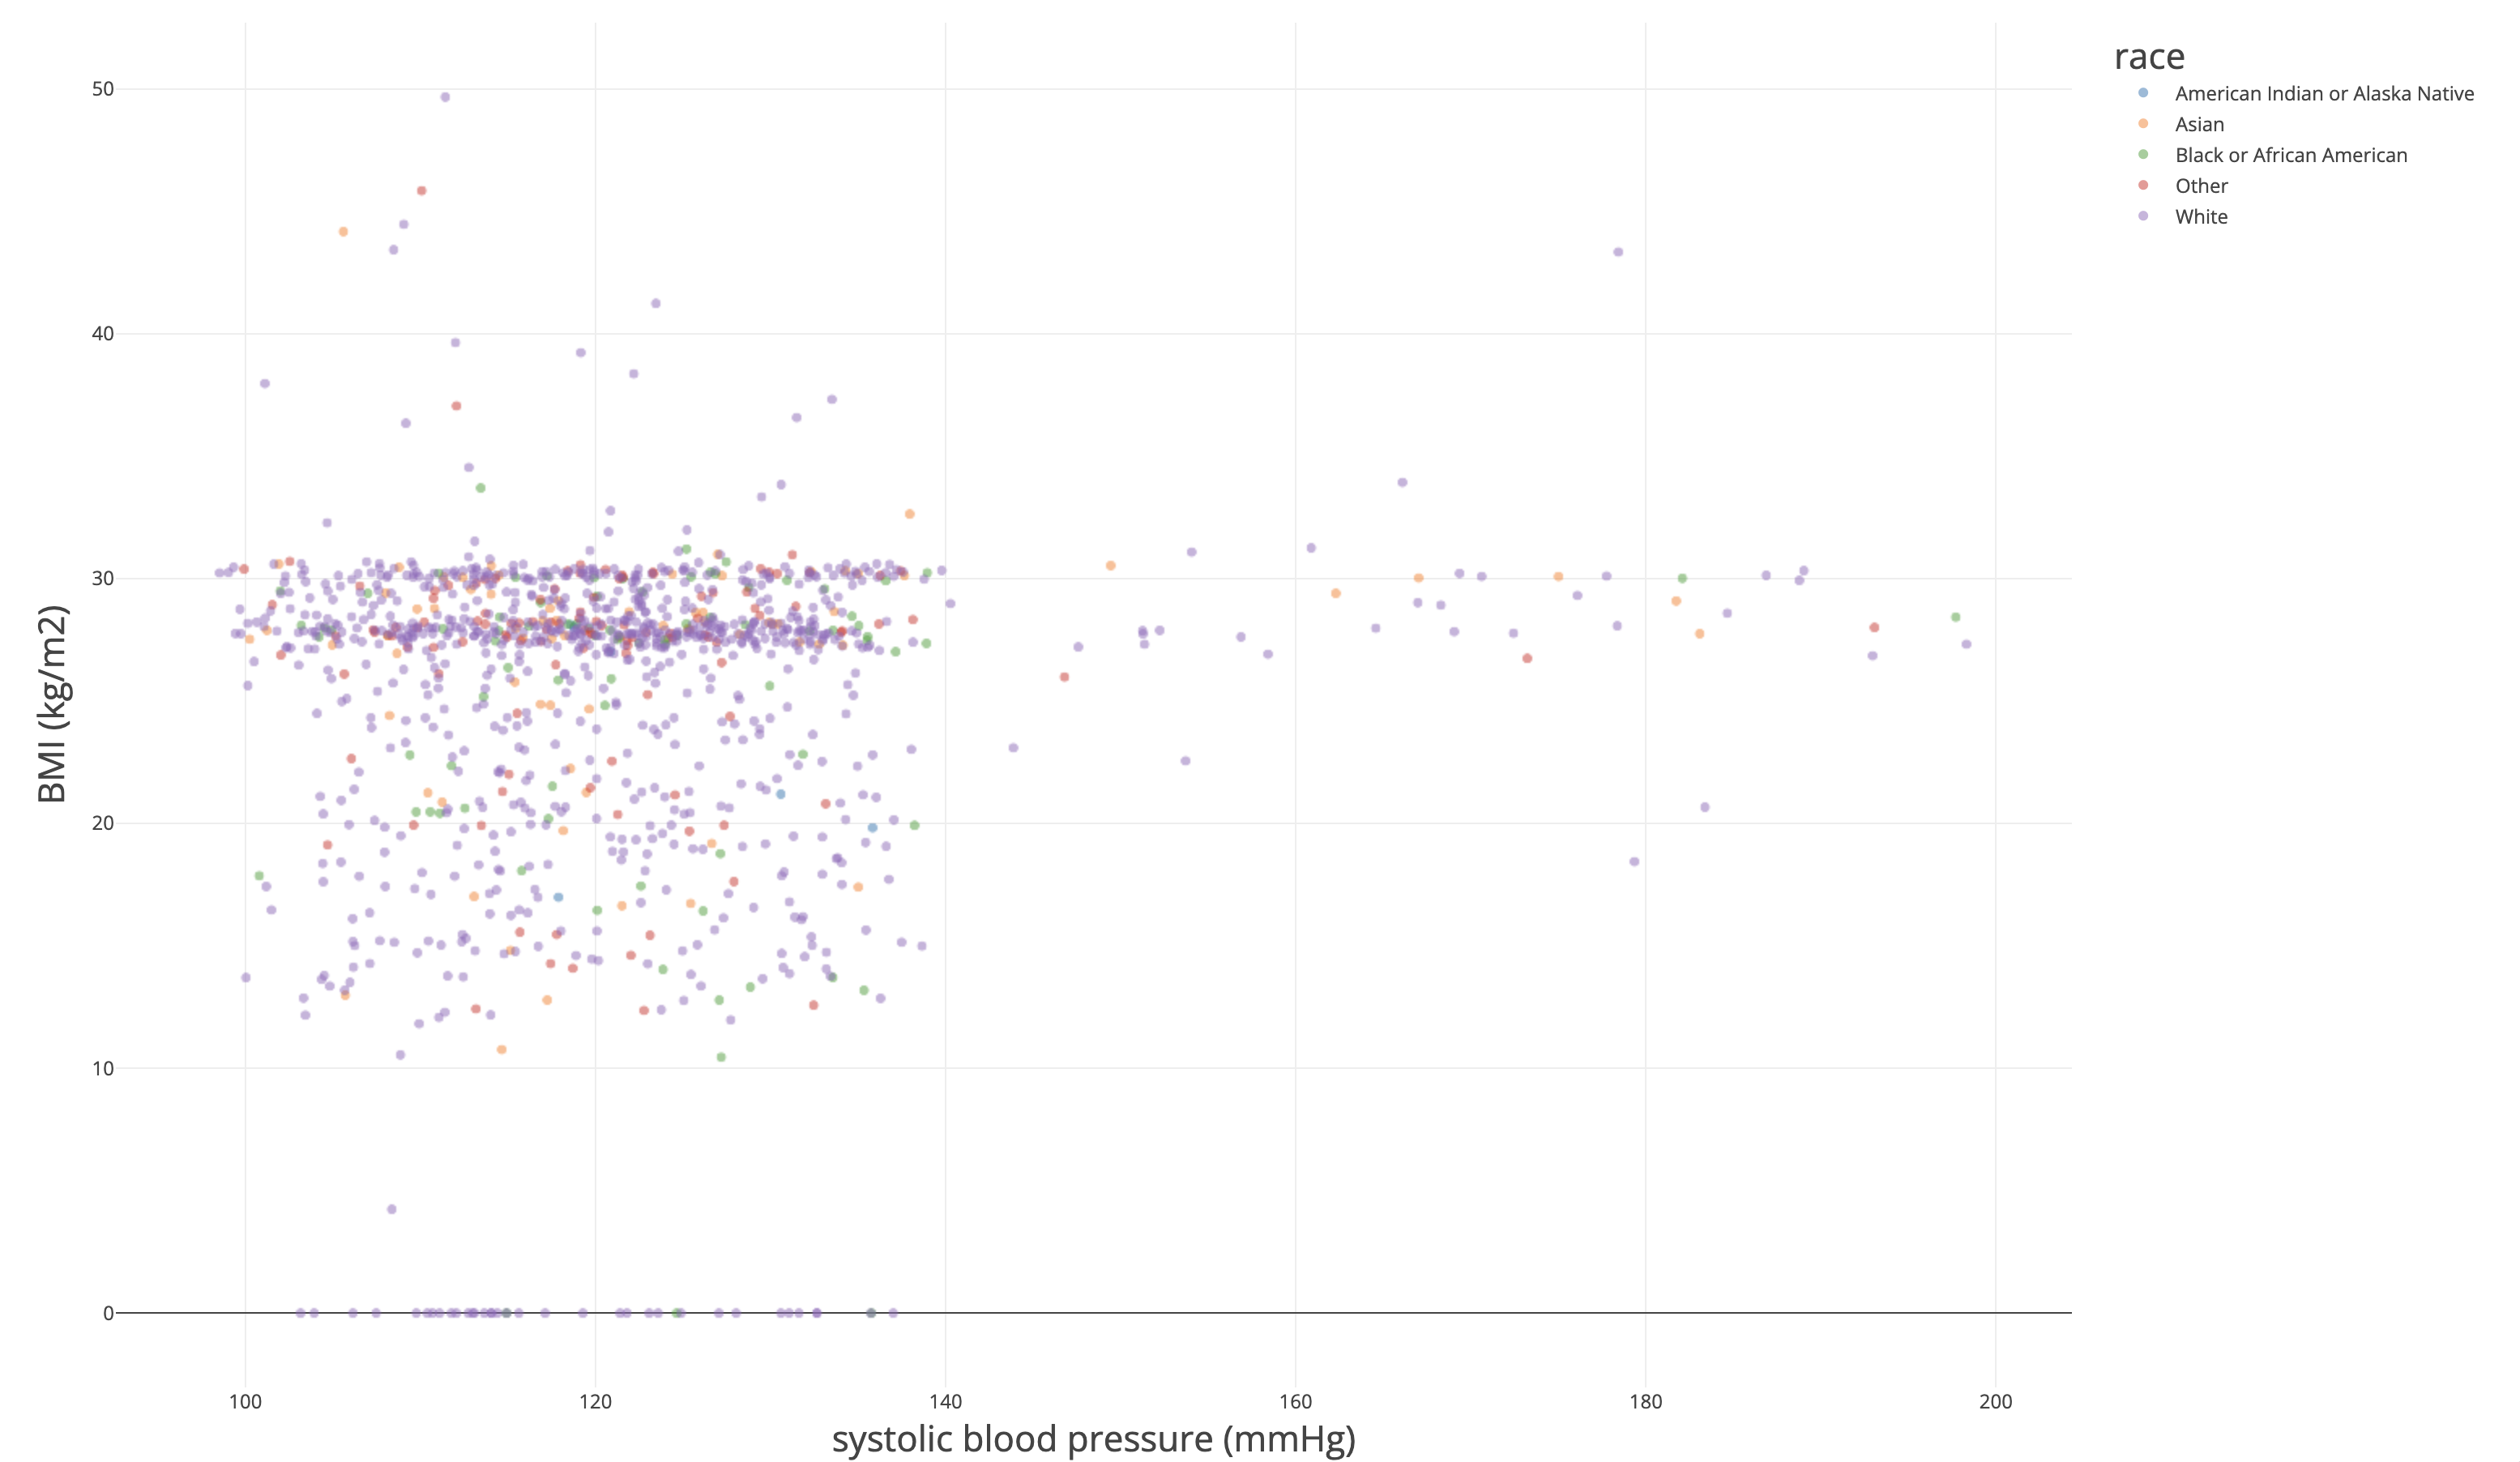 race
American Indian or Alaska Native
Asian
Black or African American
Other
White
50
40
30
20
10
0
BMI (kg/m2)
100 120 140 160 180 200
systolic blood pressure (mmHg)